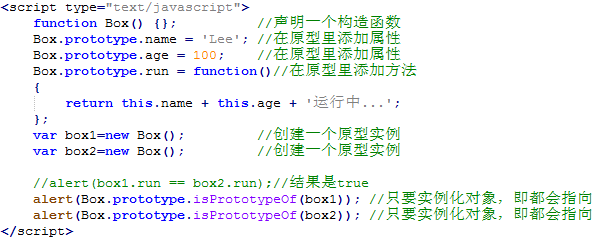 <script type="text/javascript">
    function Box() {};          //声明一个构造函数
    Box.prototype.name = 'Lee'; //在原型里添加属性
    Box.prototype.age = 100;    //在原型里添加属性
    Box.prototype.run = function()//在原型里添加方法
    {
        return this.name + this.age + '运行中...';
    };
    var box1=new Box();         //创建一个原型实例
    var box2=new Box();         //创建一个原型实例
    //alert(box1.run == box2.run);//结果是true
    alert(Box.prototype.isPrototypeOf(box1)); //只要实例化对象，即都会指向
    alert(Box.prototype.isPrototypeOf(box2)); //只要实例化对象，即都会指向
</script>